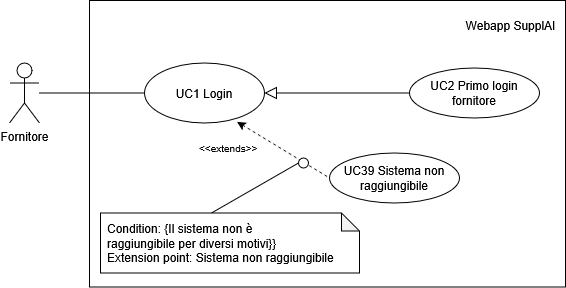 Webapp SupplAI
UC1 Login
UC2 Primo login
fornitore
Fornitore
<<extends>>
UC39 Sistema non
raggiungibile
Condition: {Il sistema non è
raggiungibile per diversi motivi}}
Extension point: Sistema non raggiungibile